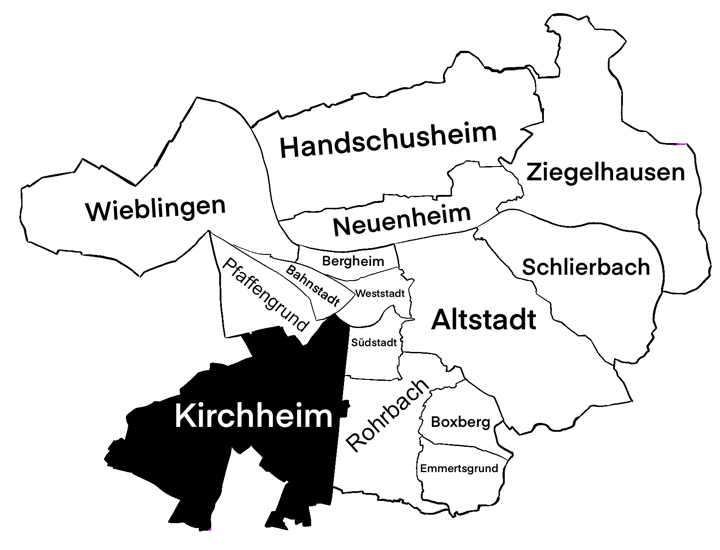 Handschusheim
Ziegelhausen
Wieblingen
Neuenheim
Bergheim
Schlierbach
Pfaffengrund
Bahnstadt
Weststadt
Altstadt
Südstadt
Kirchheim
Rohrbach
Boxberg
Emmertsgrund